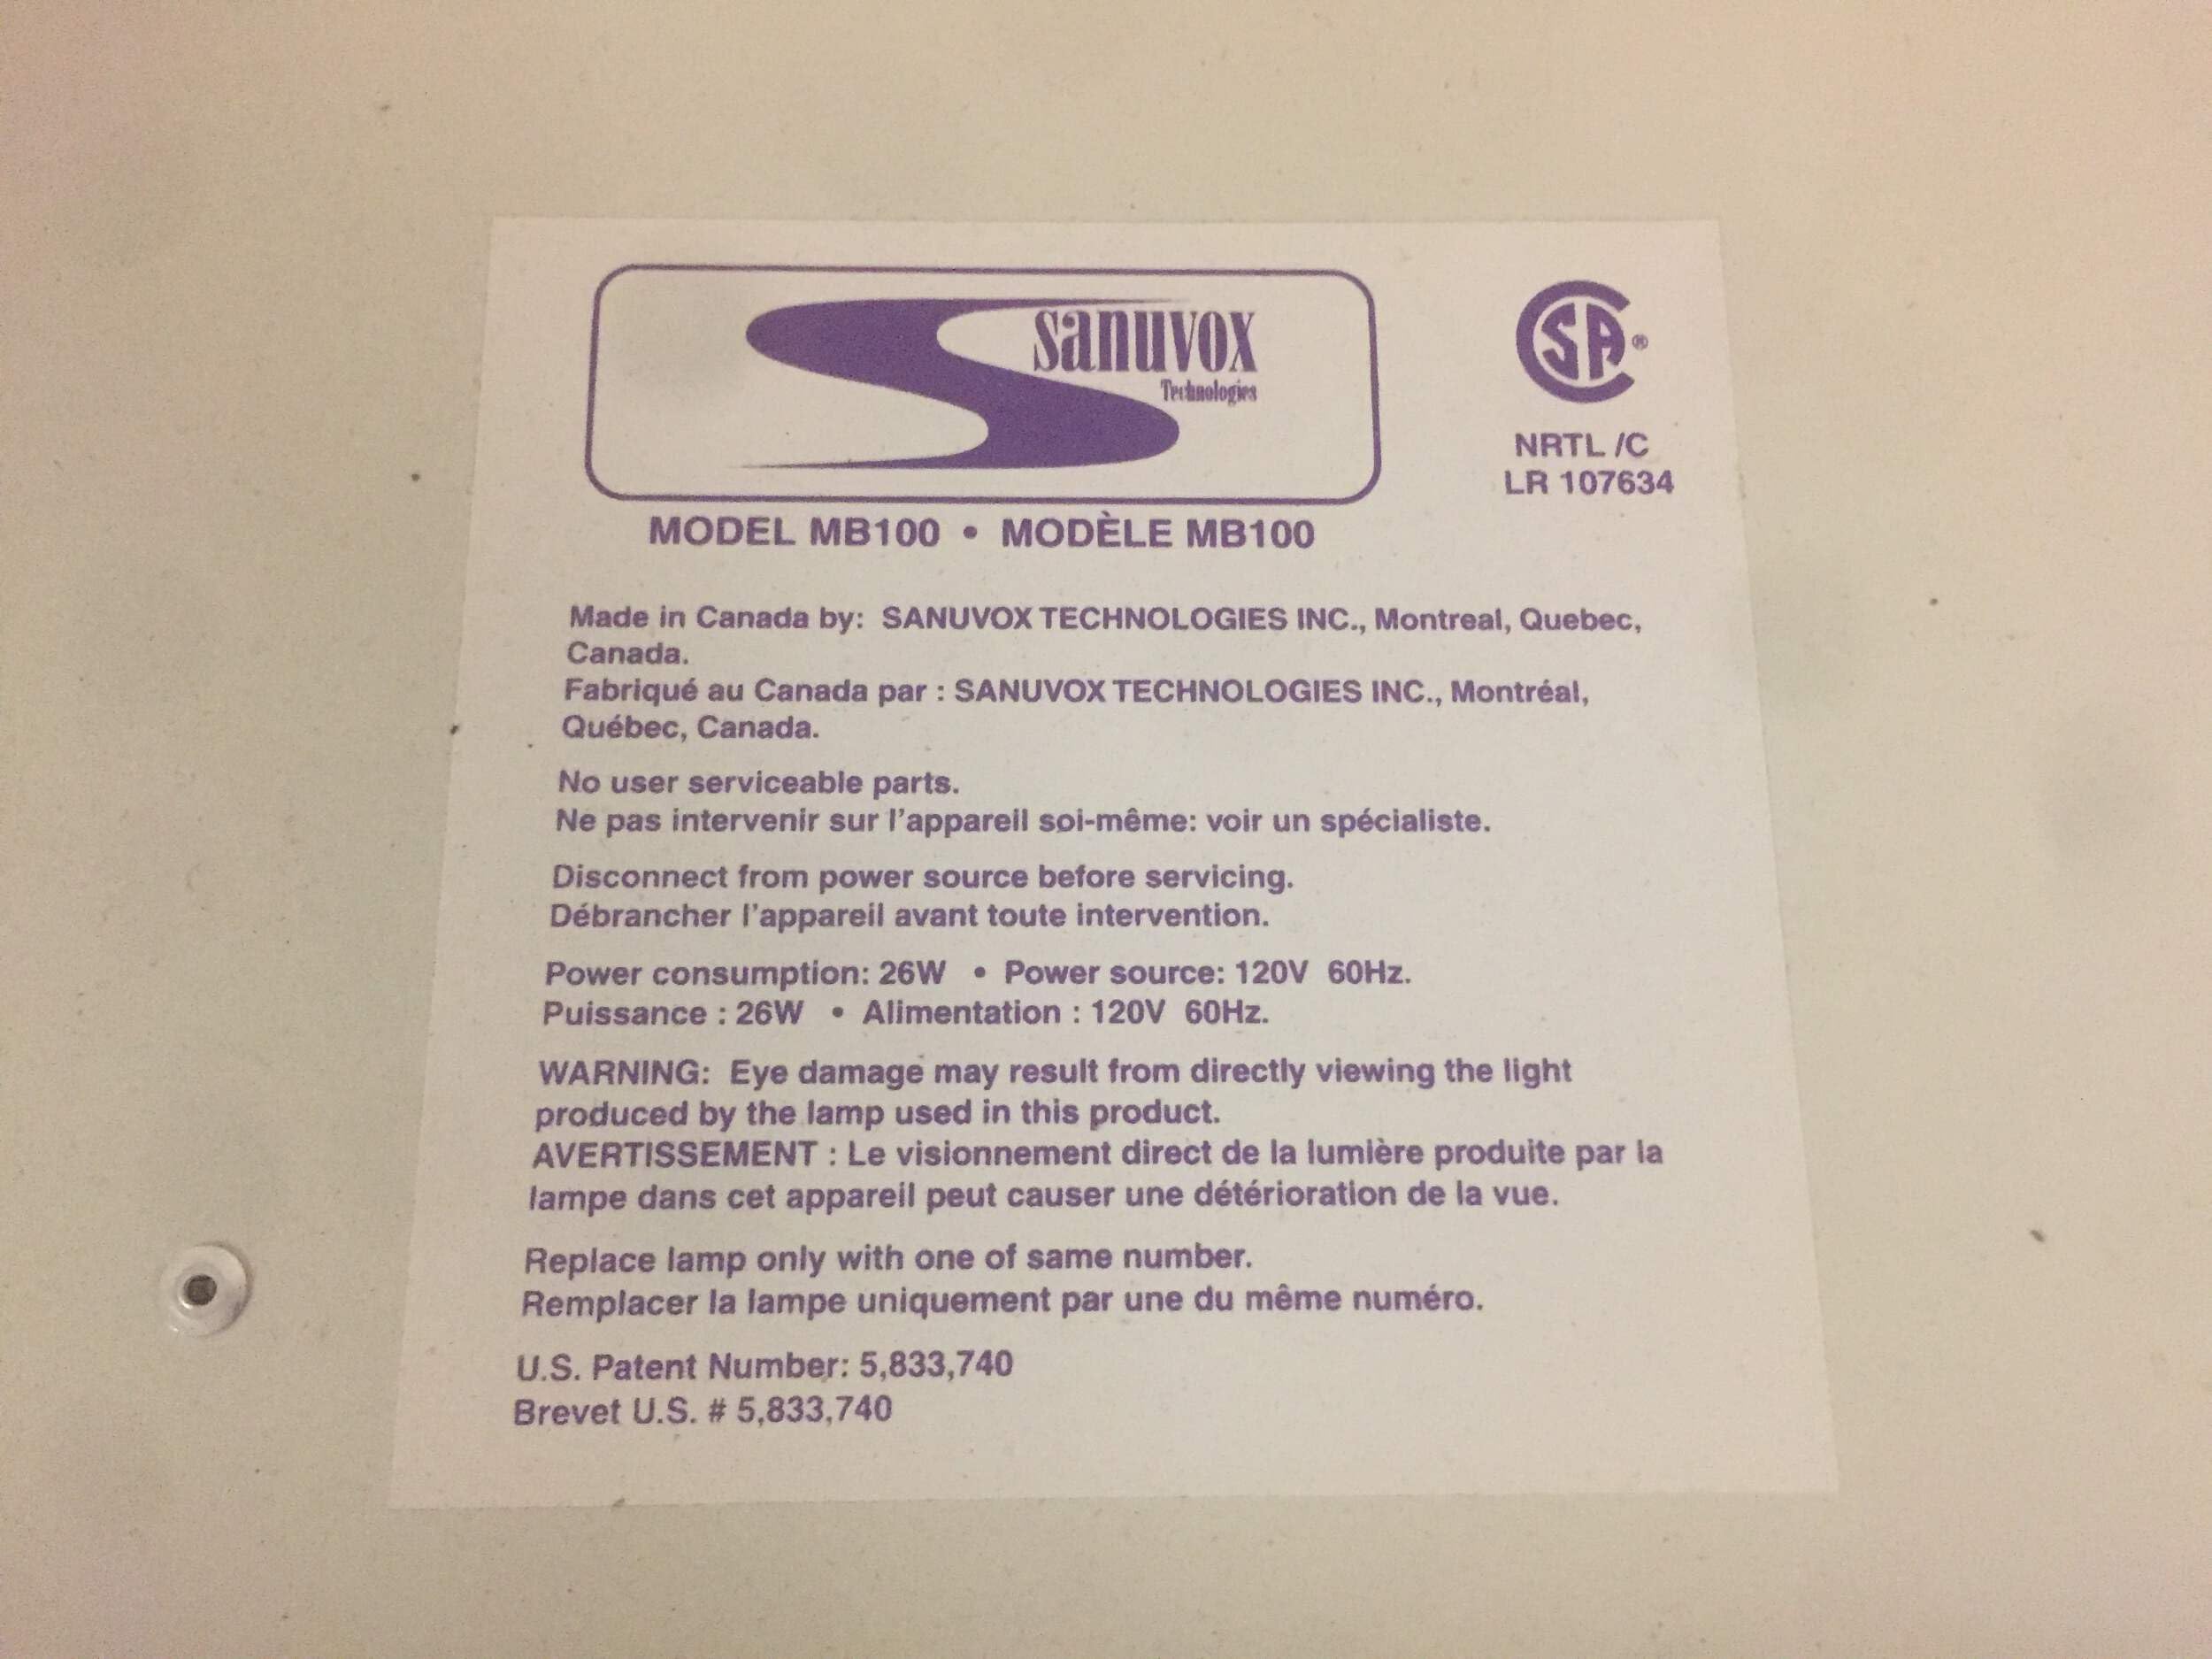 sanuvox
Technologies
CSA ®
NRTL /C
LR 107634
MODEL MB100 • MODÈLE MB100
Made in Canada by: SANUVOX TECHNOLOGIES INC., Montreal, Quebec,
Canada.
Fabriqué au Canada par : SANUVOX TECHNOLOGIES INC., Montréal,
Québec, Canada.
No user serviceable parts.
Ne pas intervenir sur l'appareil soi-même: voir un spécialiste.
Disconnect from power source before servicing.
Débrancher l'appareil avant toute intervention.
Power consumption: 26W • Power source: 120V 60Hz.
Puissance : 26W • Alimentation : 120V 60Hz.
WARNING: Eye damage may result from directly viewing the light
produced by the lamp used in this product.
AVERTISSEMENT : Le visionnement direct de la lumière produite par la
lampe dans cet appareil peut causer une détérioration de la vue.
Replace lamp only with one of same number.
Remplacer la lampe uniquement par une du même numéro.
U.S. Patent Number: 5,833,740
Brevet U.S. # 5,833,740